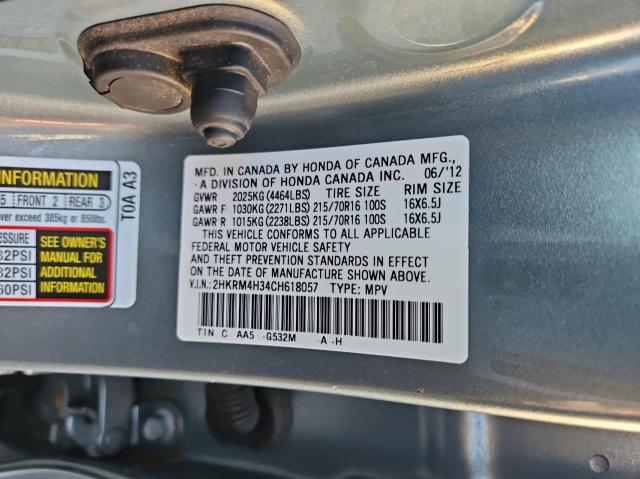 INFORMATION
5 FRONT 2 REAR 3
ver exceed 385kg or 850lbs.
32PSI
32PSI
60PSI
SEE OWNER'S
MANUAL FOR
ADDITIONAL
INFORMATION
T0A A3
MFD. IN CANADA BY HONDA OF CANADA MFG.,
- A DIVISION OF HONDA CANADA INC. 06/'12
GVWR 2025KG (4464LBS) TIRE SIZE RIM SIZE
GAWR F 1030KG (2271LBS) 215/70R16 100S 16X6.5J
GAWR R 1015KG (2238LBS) 215/70R16 100S 16X6.5J
THIS VEHICLE CONFORMS TO ALL APPLICABLE
FEDERAL MOTOR VEHICLE SAFETY
AND THEFT PREVENTION STANDARDS IN EFFECT
ON THE DATE OF MANUFACTURE SHOWN ABOVE.
V.I.N.: 2HKRM4H34CH618057 TYPE: MPV
T1N C AA5 -G532M -A -H